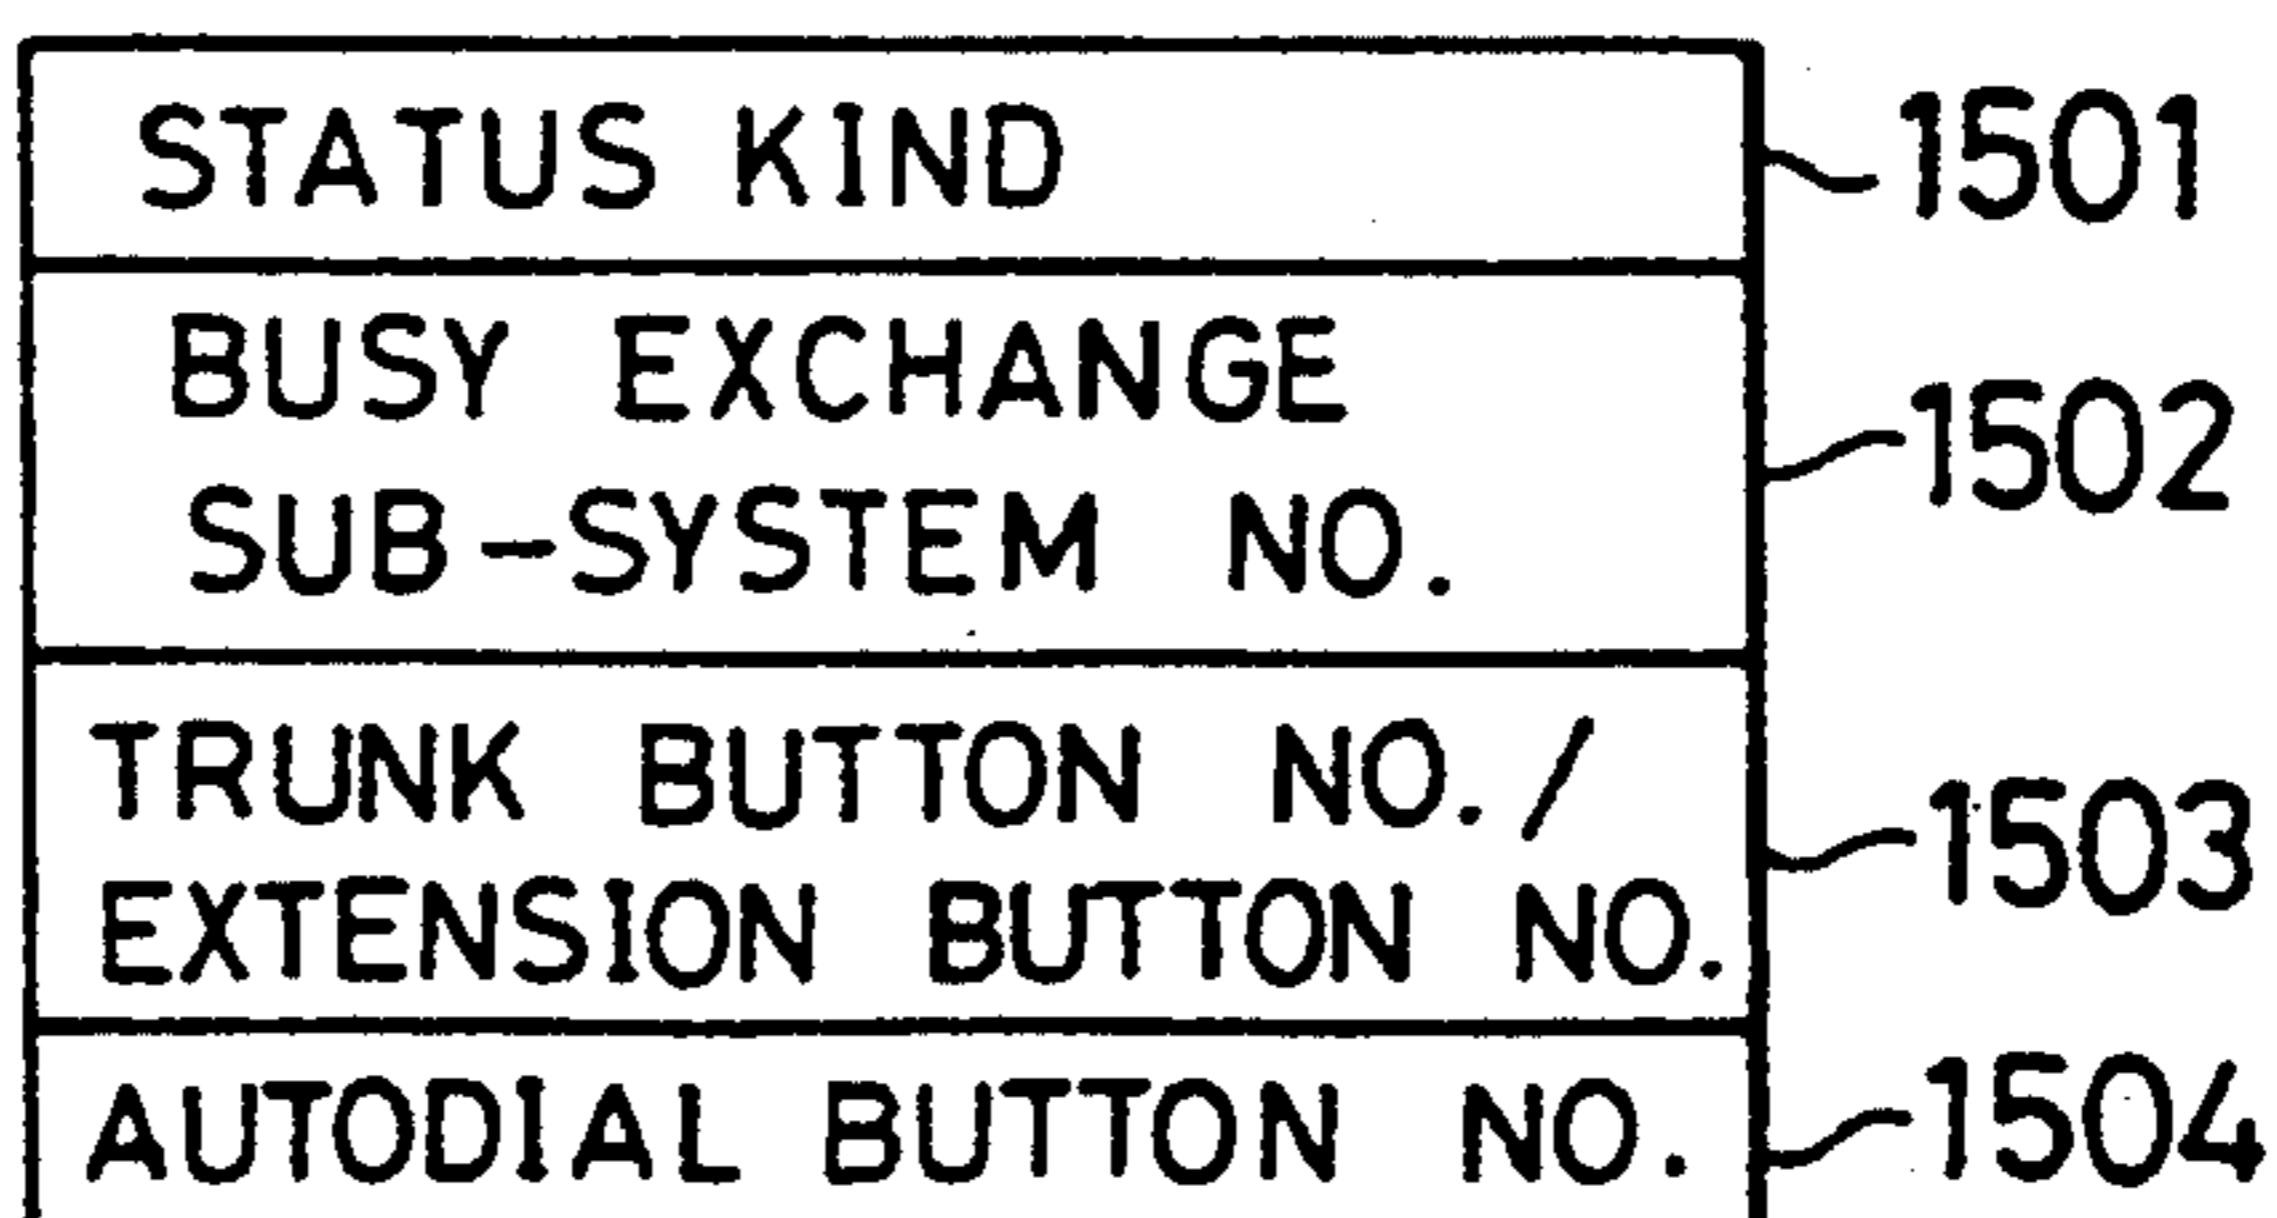 STATUS KIND 1501
BUSY EXCHANGE
SUB-SYSTEM NO. 1502
TRUNK BUTTON NO./
EXTENSION BUTTON NO. 1503
AUTODIAL BUTTON NO. 1504